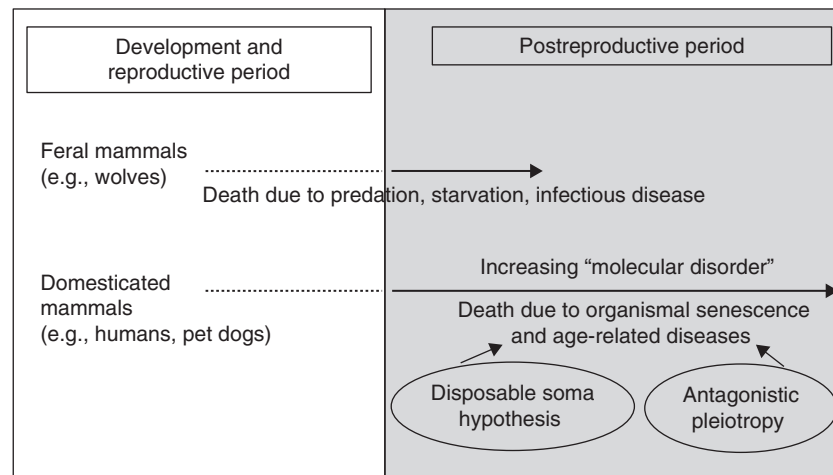 Development and
reproductive period
Postreproductive period
Feral mammals
(e.g., wolves)
Death due to predation, starvation, infectious disease
Domesticated
mammals
(e.g., humans, pet dogs)
Increasing “molecular disorder”
Death due to organismal senescence
and age-related diseases
Disposable soma
hypothesis
Antagonistic
pleiotropy